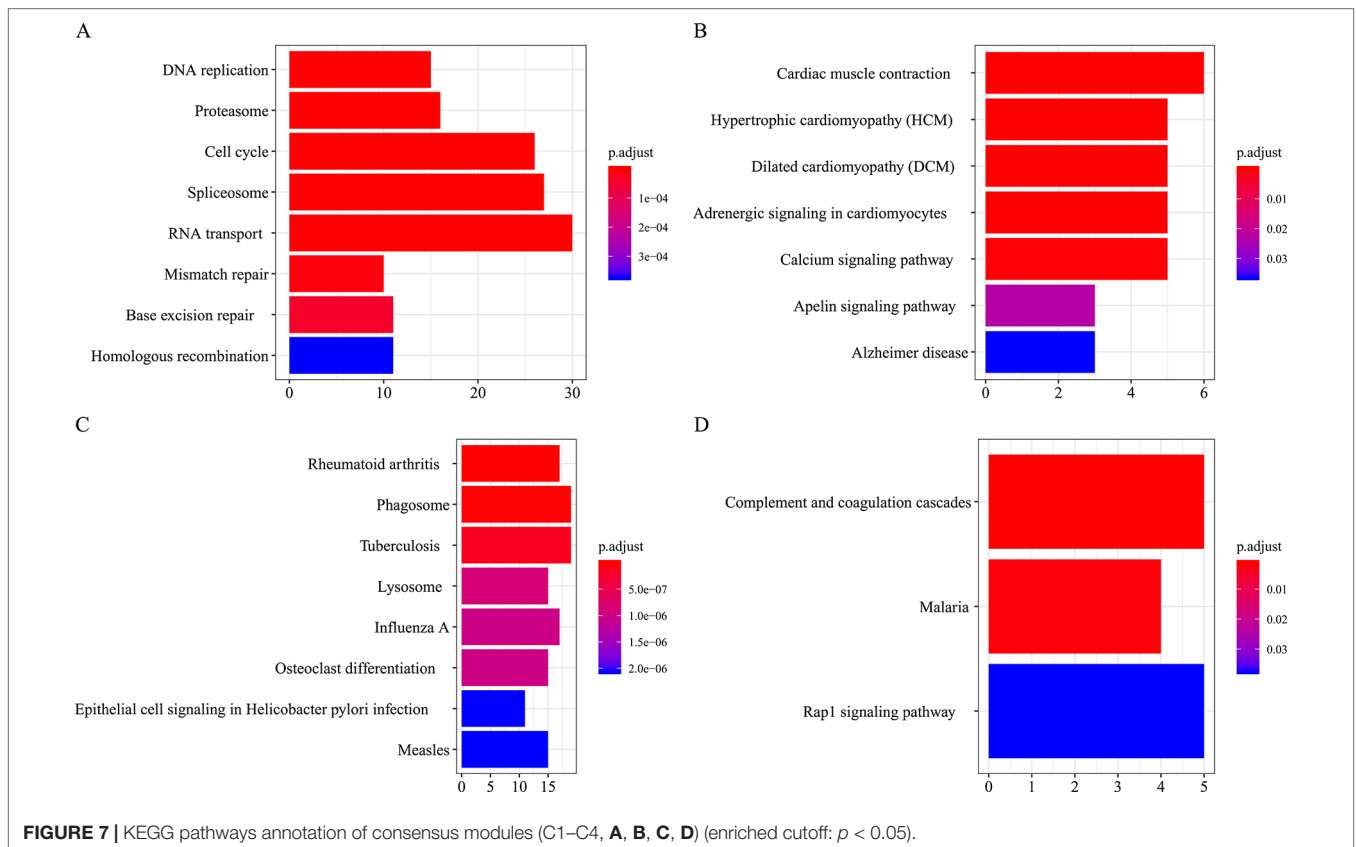 A
DNA replication
Proteasome
Cell cycle
Spliceosome
RNA transport
Mismatch repair
Base excision repair
Homologous recombination
0 10 20 30
p.adjust
1e−04
2e−04
3e−04
B
Cardiac muscle contraction
Hypertrophic cardiomyopathy (HCM)
Dilated cardiomyopathy (DCM)
Adrenergic signaling in cardiomyocytes
Calcium signaling pathway
Apelin signaling pathway
Alzheimer disease
0 2 4 6
p.adjust
0.01
0.02
0.03
C
Rheumatoid arthritis
Phagosome
Tuberculosis
Lysosome
Influenza A
Osteoclast differentiation
Epithelial cell signaling in Helicobacter pylori infection
Measles
0 5 10 15
p.adjust
5.0e−07
1.0e−06
1.5e−06
2.0e−06
D
Complement and coagulation cascades
Malaria
Rap1 signaling pathway
0 1 2 3 4 5
p.adjust
0.01
0.02
0.03
FIGURE 7 | KEGG pathways annotation of consensus modules (C1–C4, A, B, C, D) (enriched cutoff: p < 0.05).